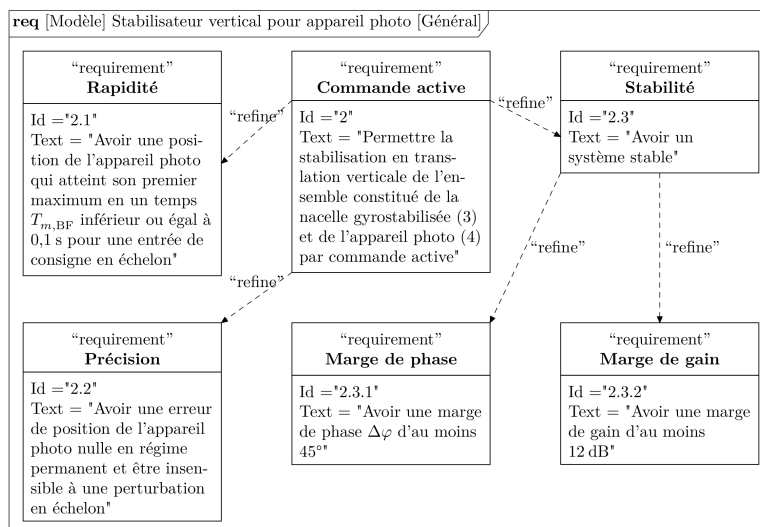 req [Modèle] Stabilisateur vertical pour appareil photo [Général]
“requirement”
Rapidité
Id ="2.1"
Text = "Avoir une posi-
tion de l'appareil photo
qui atteint son premier
maximum en un temps
T_{m,BF} inférieur ou égal à
0,1 s pour une entrée de
consigne en échelon"
“refine”
“requirement”
Commande active
Id ="2"
Text = "Permettre la
stabilisation en trans-
lation verticale de l'en-
semble constitué de la
nacelle gyrostabilisée (3)
et de l'appareil photo (4)
par commande active"
“refine”
“requirement”
Stabilité
Id ="2.3"
Text = "Avoir un
système stable"
“refine”
“refine”
“refine”
“requirement”
Précision
Id ="2.2"
Text = "Avoir une erreur
de position de l'appareil
photo nulle en régime
permanent et être insen-
sible à une perturbation
en échelon"
“requirement”
Marge de phase
Id ="2.3.1"
Text = "Avoir une marge
de phase Δφ d'au moins
45°"
“requirement”
Marge de gain
Id ="2.3.2"
Text = "Avoir une marge
de gain d'au moins
12 dB"